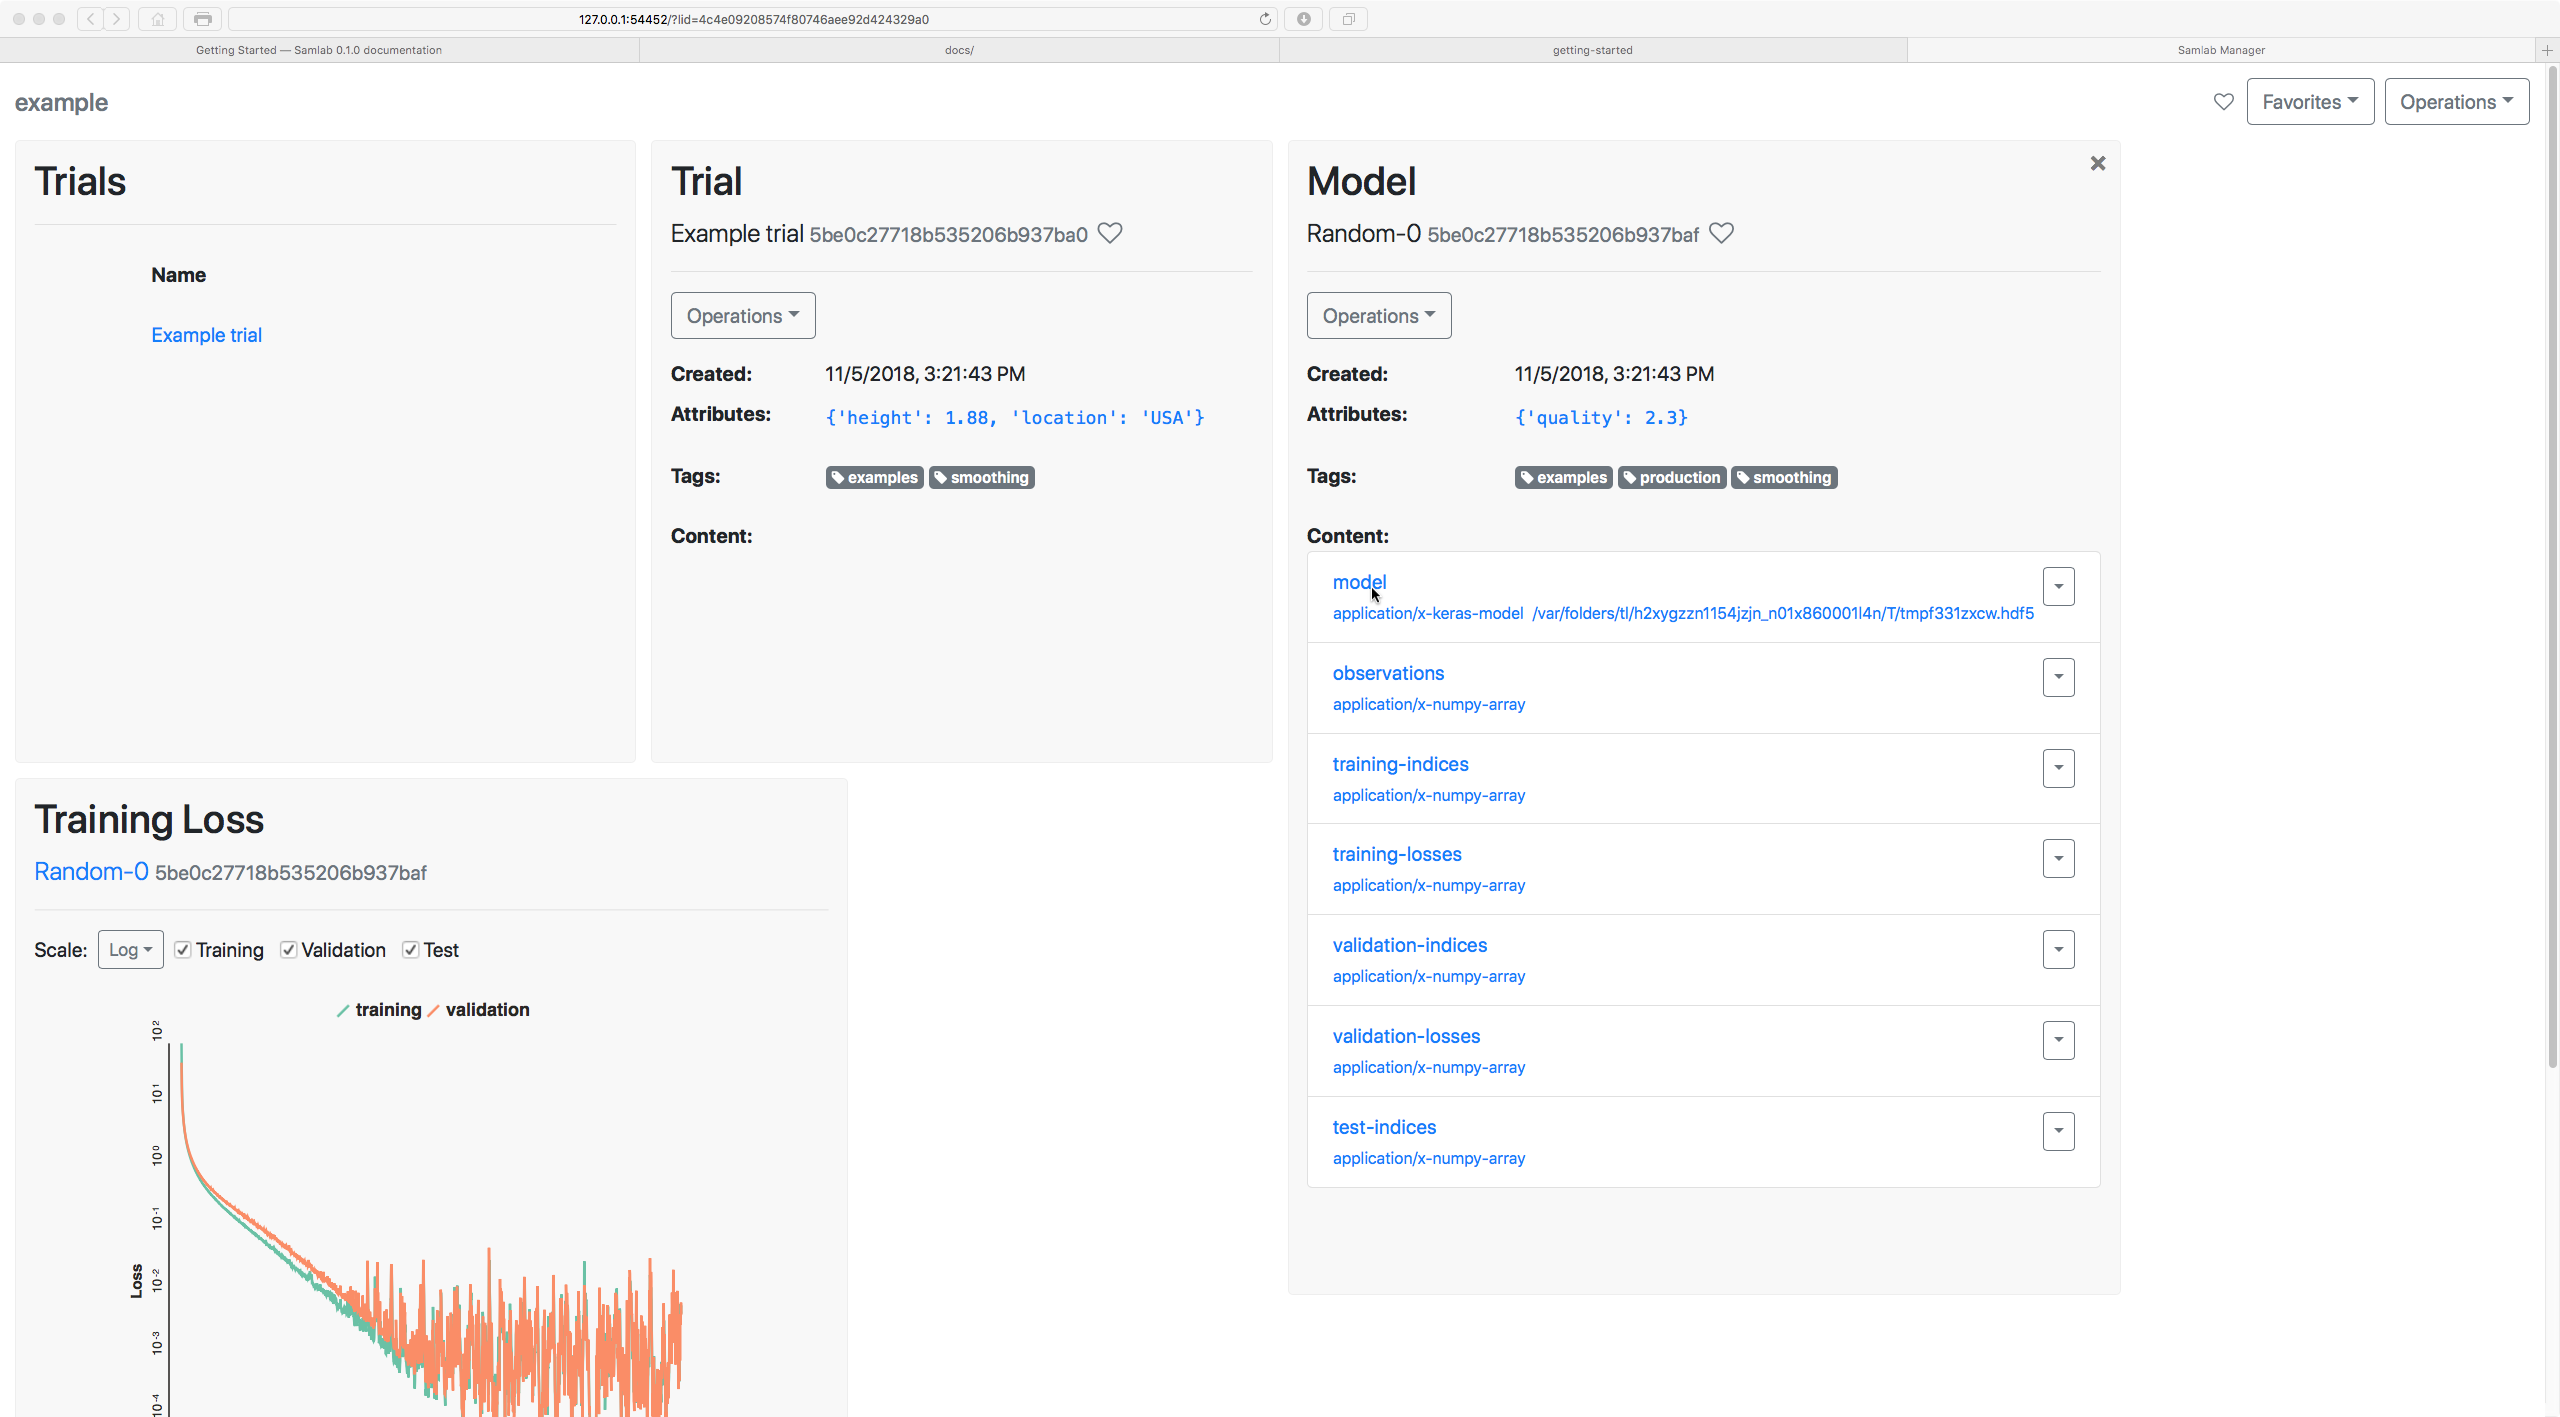 127.0.0.1:54452/?lid=4c4e09208574f80746aee92d424329a0
Getting Started — Samlab 0.1.0 documentation
docs/
getting-started
Samlab Manager
example
Favorites
Operations
Trials
Name
Example trial
Trial
Example trial 5be0c27718b535206b937ba0
Operations
Created: 11/5/2018, 3:21:43 PM
Attributes: {'height': 1.88, 'location': 'USA'}
Tags: examples smoothing
Content:
Model
Random-0 5be0c27718b535206b937baf
Operations
Created: 11/5/2018, 3:21:43 PM
Attributes: {'quality': 2.3}
Tags: examples production smoothing
Content:
model
application/x-keras-model /var/folders/tl/h2xygzzn1154jzjn_n01x860001l4n/T/tmpf331zxcw.hdf5
observations
application/x-numpy-array
training-indices
application/x-numpy-array
training-losses
application/x-numpy-array
validation-indices
application/x-numpy-array
validation-losses
application/x-numpy-array
test-indices
application/x-numpy-array
Training Loss
Random-0 5be0c27718b535206b937baf
Scale: Log Training Validation Test
training validation
10²
10¹
10⁰
10⁻¹
10⁻²
10⁻³
10⁻⁴
Loss